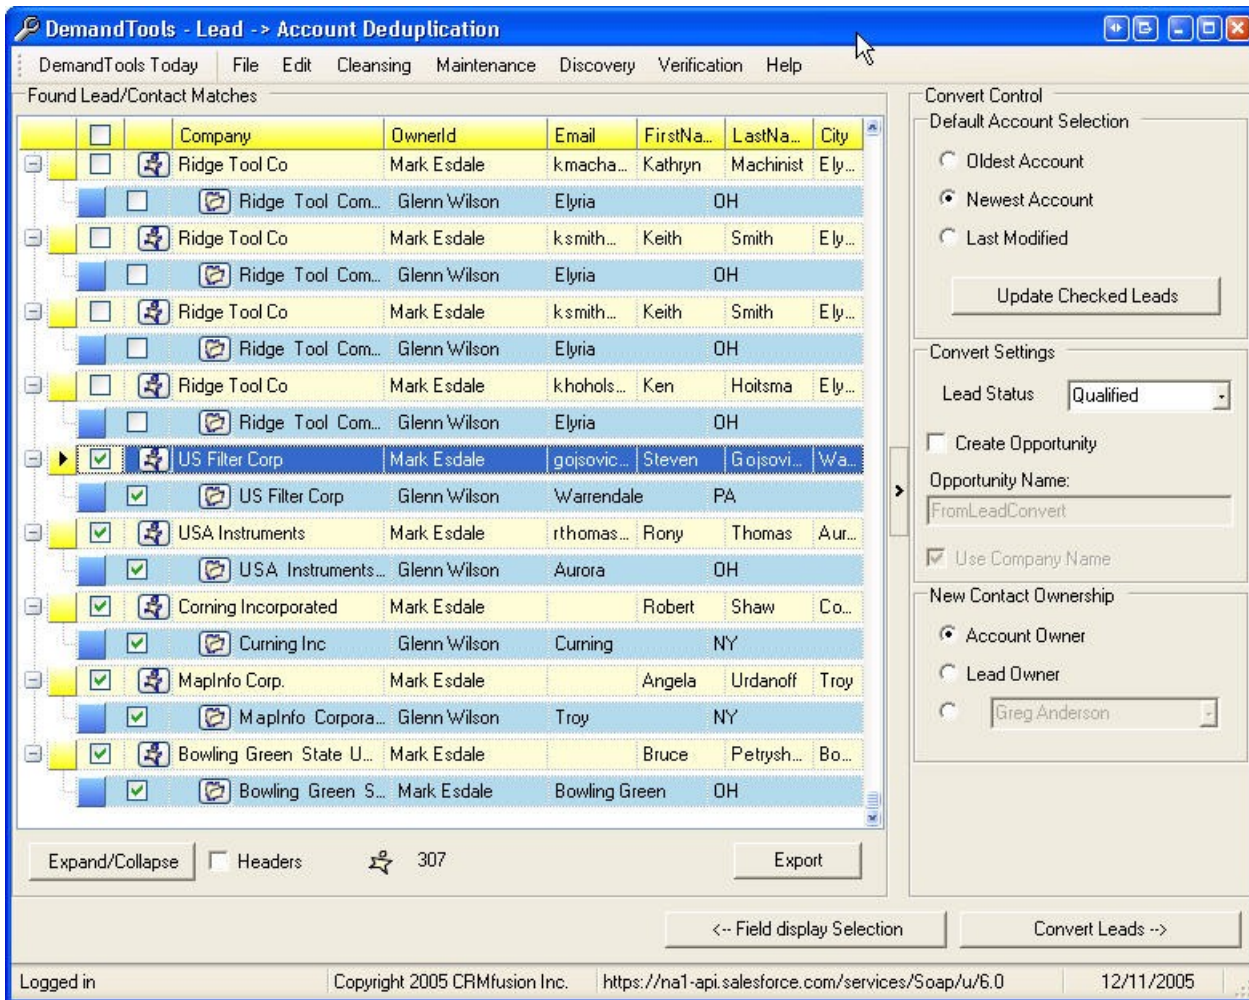 DemandTools - Lead -> Account Deduplication
DemandTools Today File Edit Cleansing Maintenance Discovery Verification Help
Found Lead/Contact Matches
Company OwnerId Email FirstNa... LastNa... City
Ridge Tool Co Mark Esdale kmacha... Kathryn Machinist Ely...
Ridge Tool Com... Glenn Wilson Elyria OH
Ridge Tool Co Mark Esdale ksmith... Keith Smith Ely...
Ridge Tool Com... Glenn Wilson Elyria OH
Ridge Tool Co Mark Esdale ksmith... Keith Smith Ely...
Ridge Tool Com... Glenn Wilson Elyria OH
Ridge Tool Co Mark Esdale khohols... Ken Hoitsma Ely...
Ridge Tool Com... Glenn Wilson Elyria OH
US Filter Corp Mark Esdale gojsovic... Steven Gojsovi... Wa...
US Filter Corp Glenn Wilson Warrendale PA
USA Instruments Mark Esdale rthomas... Rony Thomas Aur...
USA Instruments... Glenn Wilson Aurora OH
Corning Incorporated Mark Esdale Robert Shaw Co...
Curning Inc Glenn Wilson Curning NY
MapInfo Corp. Mark Esdale Angela Urdanoff Troy
MapInfo Corpora... Glenn Wilson Troy NY
Bowling Green State U... Mark Esdale Bruce Petrysh... Bo...
Bowling Green S... Mark Esdale Bowling Green OH
Expand/Collapse Headers 307 Export
Convert Control
Default Account Selection
Oldest Account
Newest Account
Last Modified
Update Checked Leads
Convert Settings
Lead Status Qualified
Create Opportunity
Opportunity Name:
FromLeadConvert
Use Company Name
New Contact Ownership
Account Owner
Lead Owner
Greg Anderson
<-- Field display Selection Convert Leads -->
Logged in Copyright 2005 CRMfusion Inc. https://na1-api.salesforce.com/services/Soap/u/6.0 12/11/2005